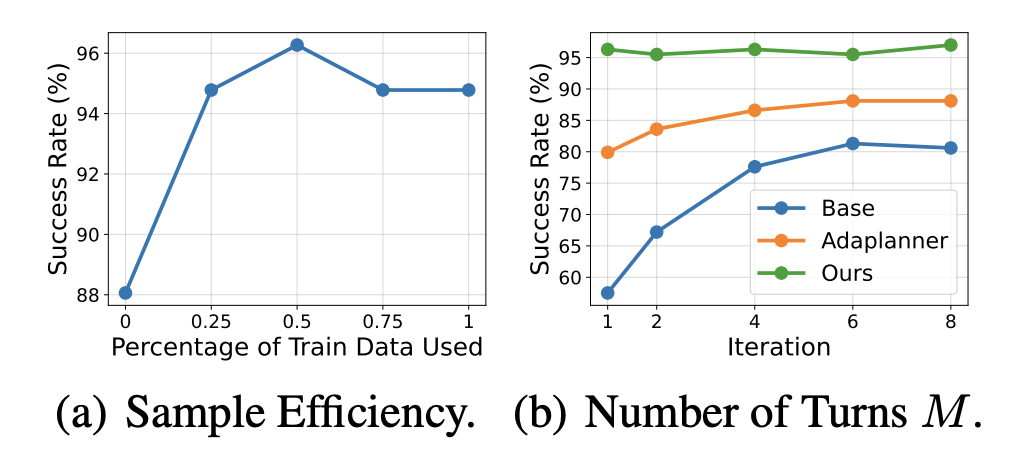 Success Rate (%)
96
94
92
90
88
0 0.25 0.5 0.75 1
Percentage of Train Data Used
(a) Sample Efficiency.
Success Rate (%)
95
90
85
80
75
70
65
60
Base
Adaplanner
Ours
1 2 4 6 8
Iteration
(b) Number of Turns M.